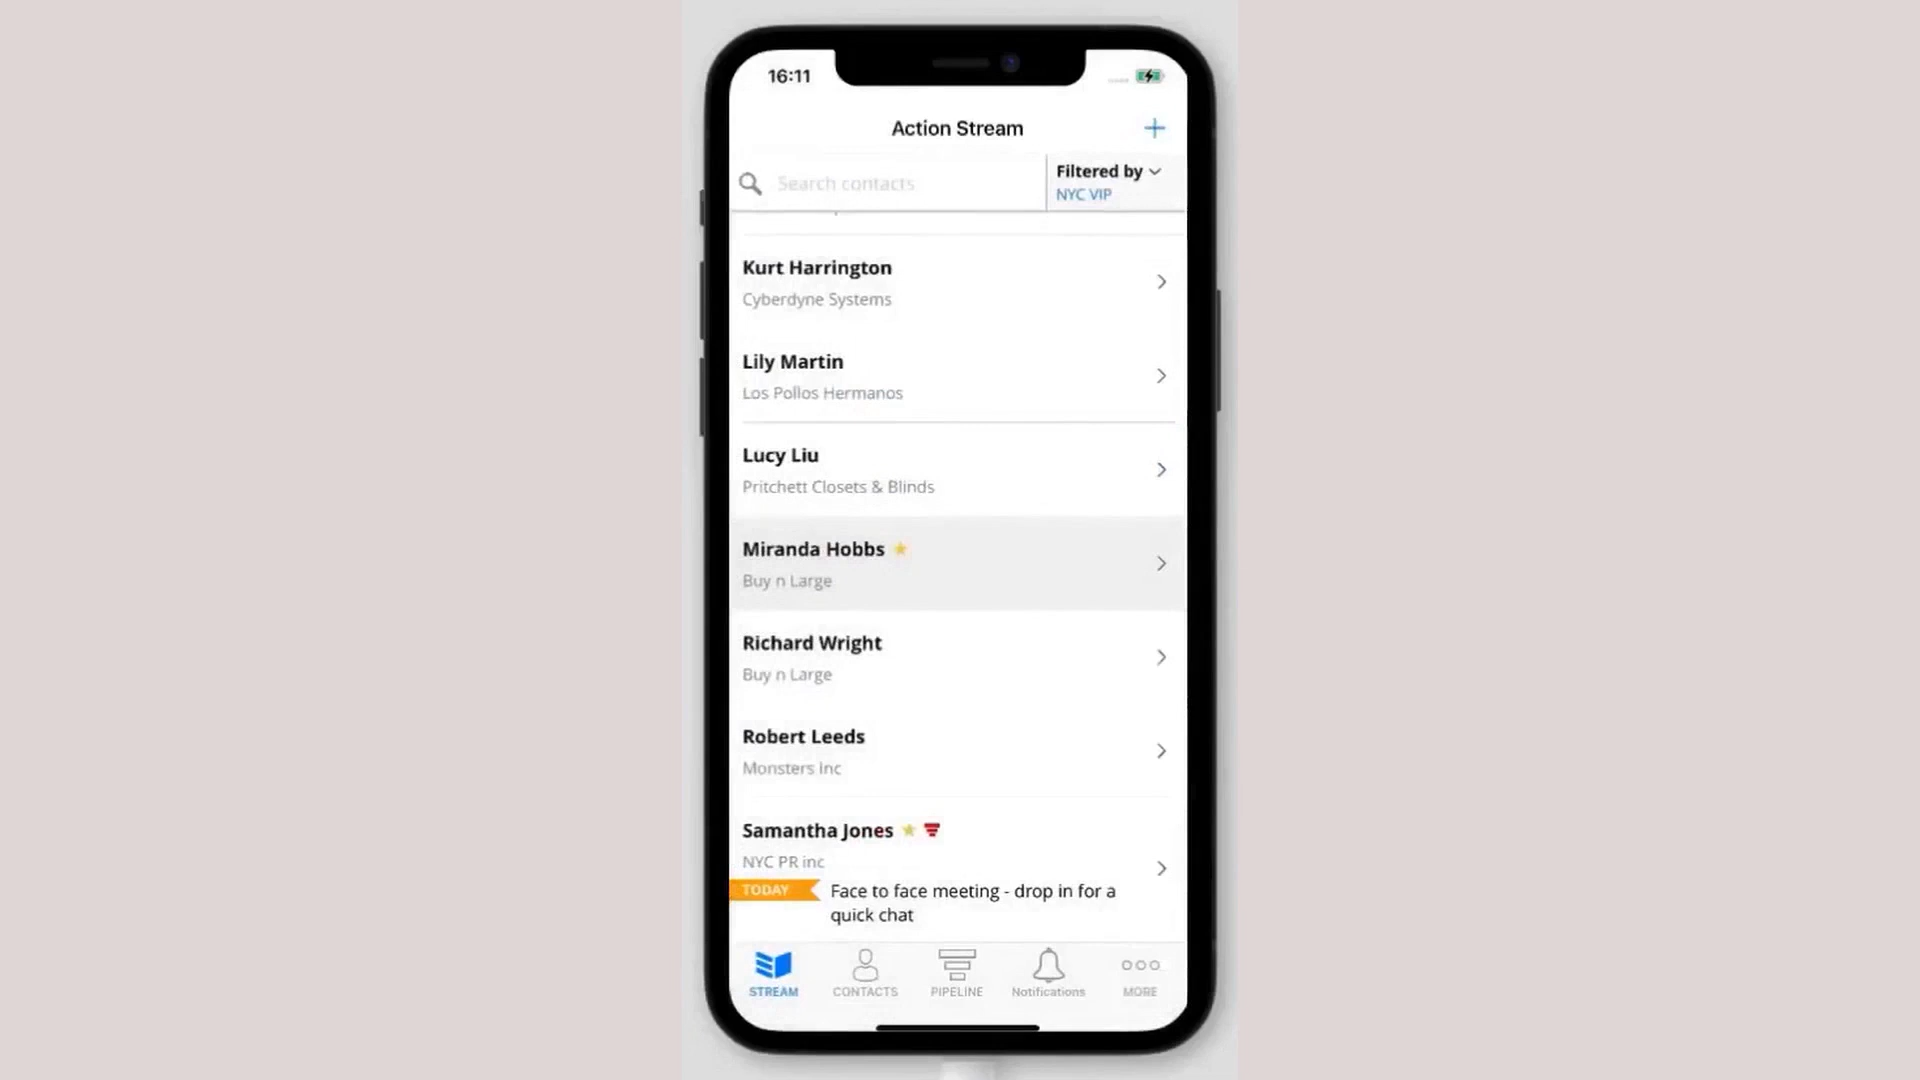 16:11
Action Stream
Search contacts
Filtered by
NYC VIP
Kurt Harrington
Cyberdyne Systems
Lily Martin
Los Pollos Hermanos
Lucy Liu
Pritchett Closets & Blinds
Miranda Hobbs
Buy n Large
Richard Wright
Buy n Large
Robert Leeds
Monsters Inc
Samantha Jones
NYC PR inc
TODAY
Face to face meeting - drop in for a
quick chat
STREAM
CONTACTS
PIPELINE
Notifications
MORE